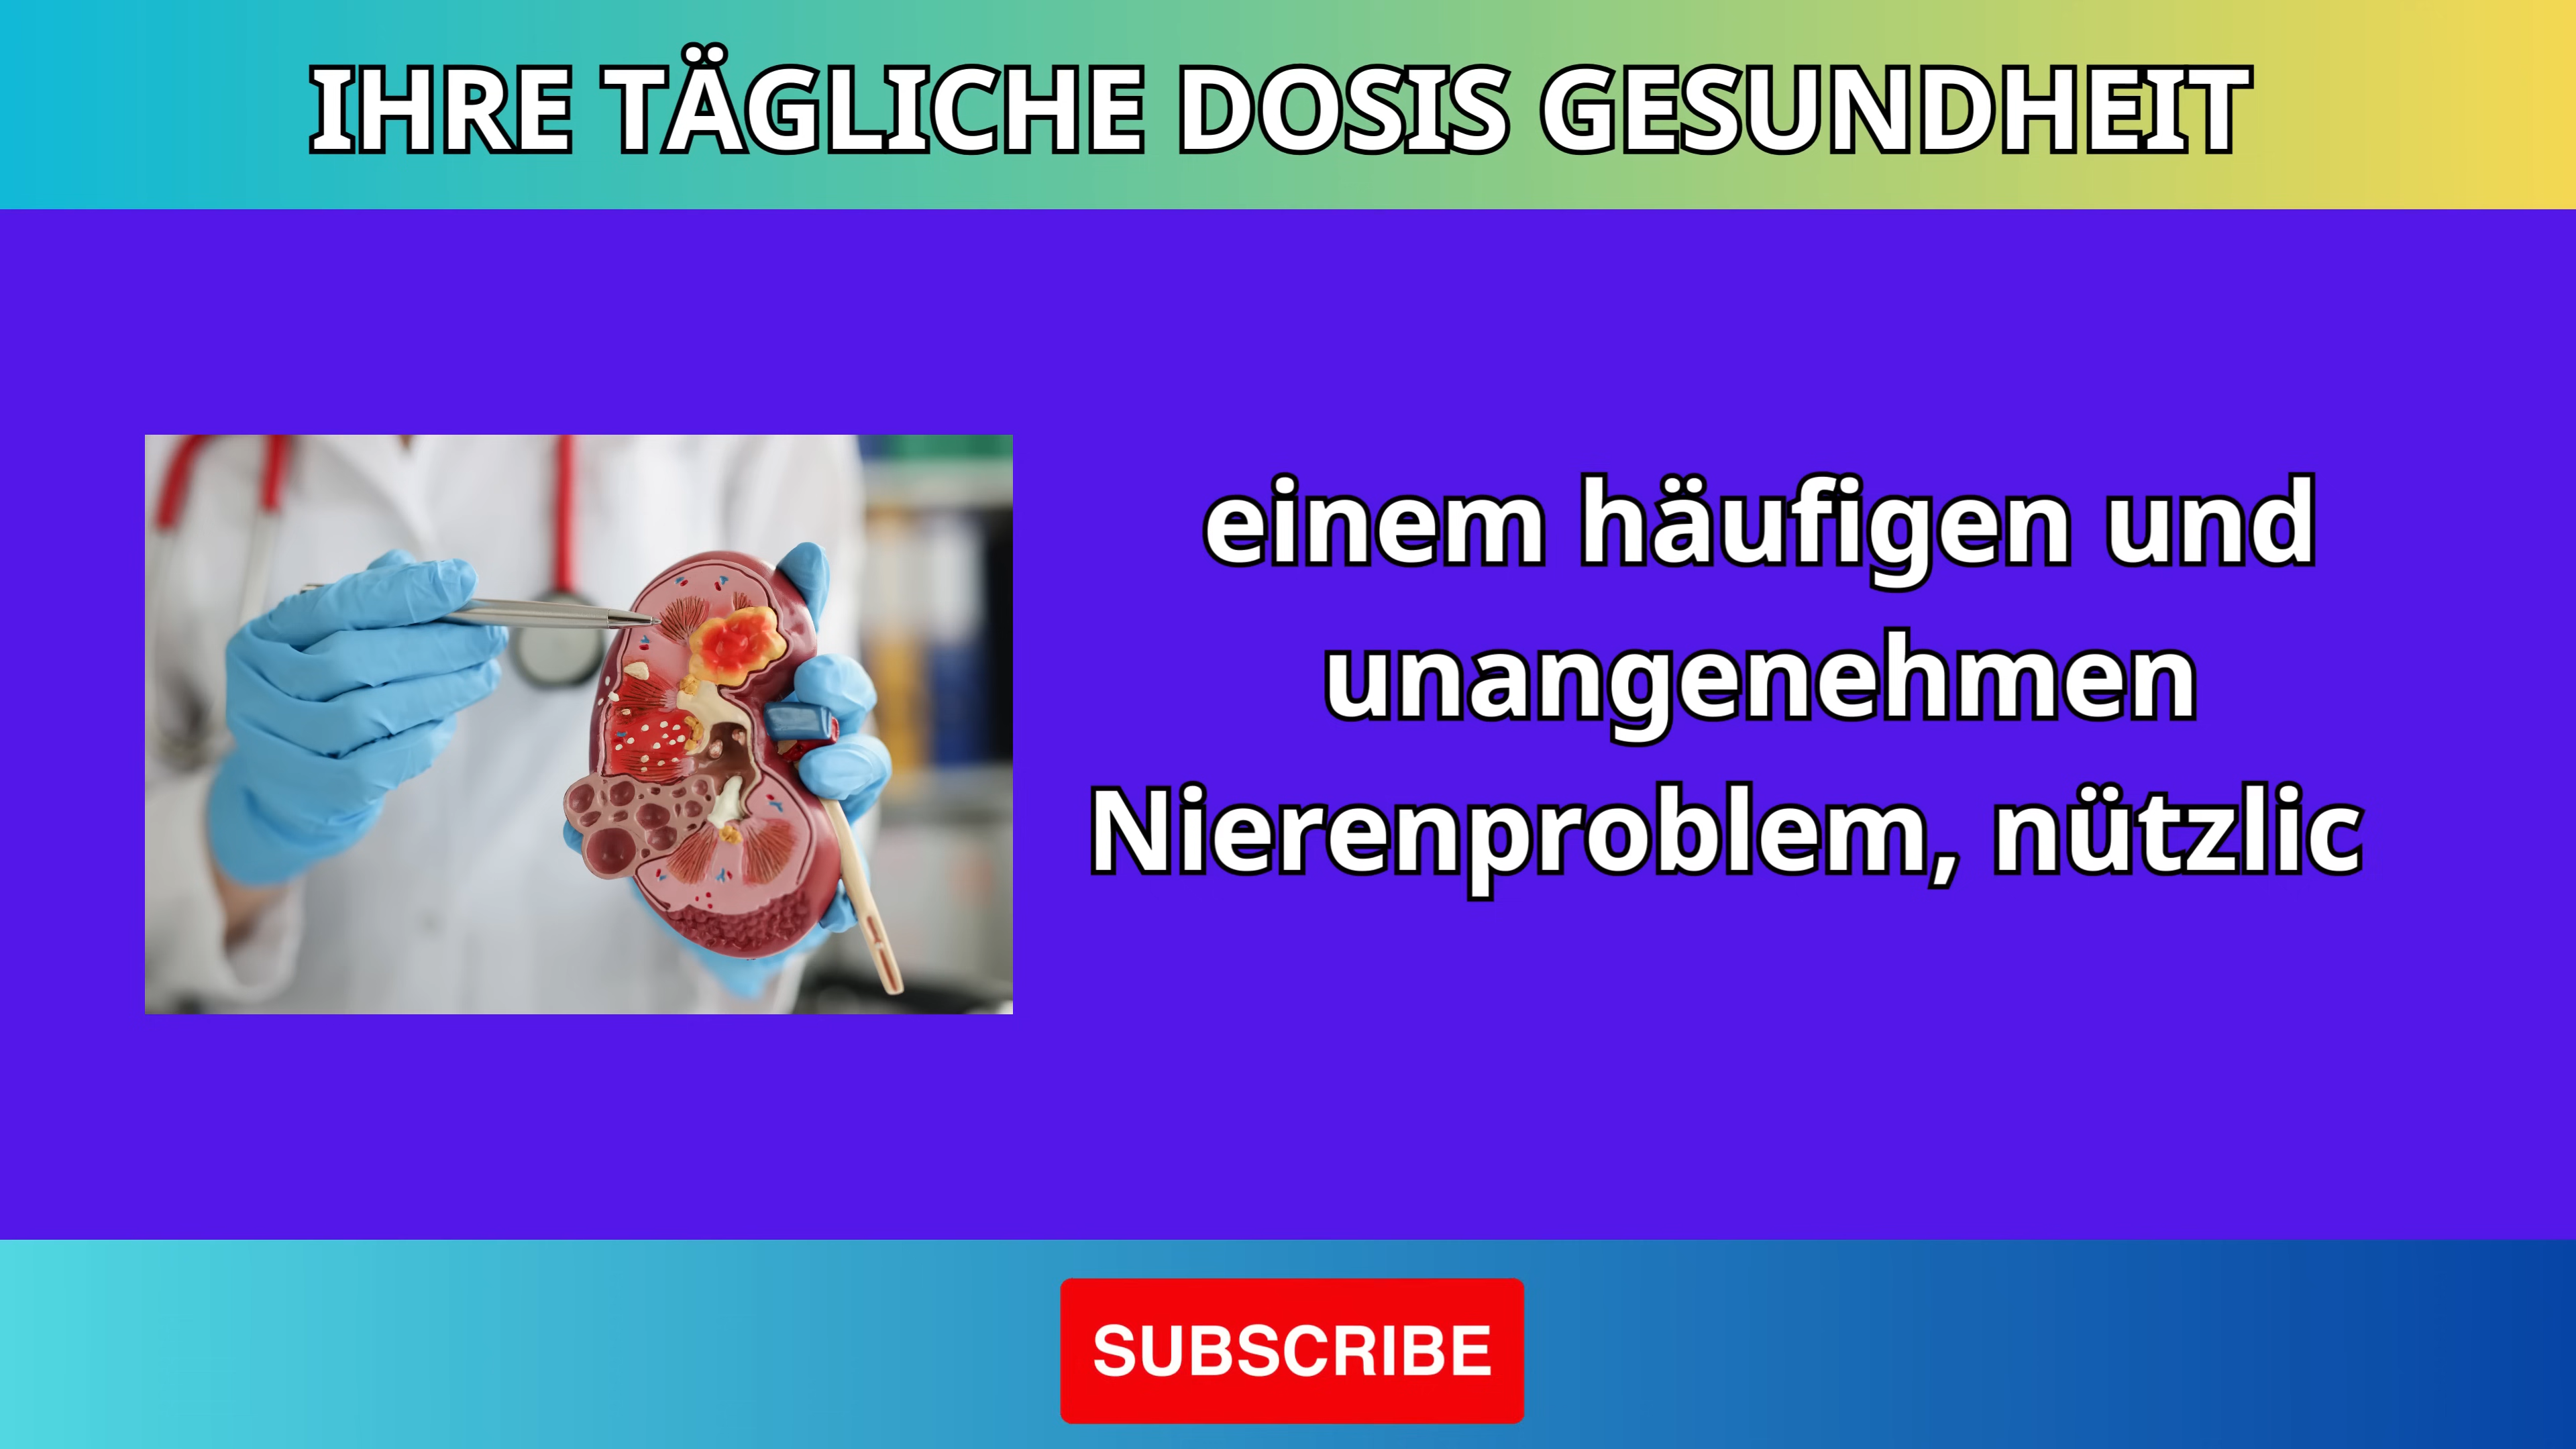 IHRE TÄGLICHE DOSIS GESUNDHEIT
einem häufigen und
unangenehmen
Nierenproblem, nützlic
SUBSCRIBE